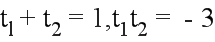 t₁ + t₂ = 1, t₁t₂ = - 3